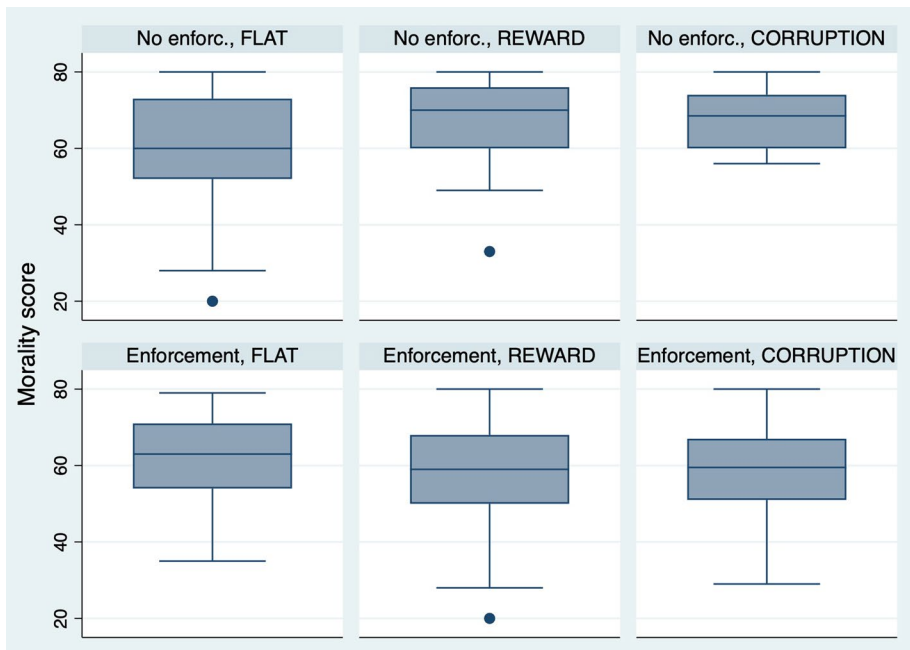 No enforc., FLAT
No enforc., REWARD
No enforc., CORRUPTION
80
60
40
20
Morality score
Enforcement, FLAT
Enforcement, REWARD
Enforcement, CORRUPTION
80
60
40
20